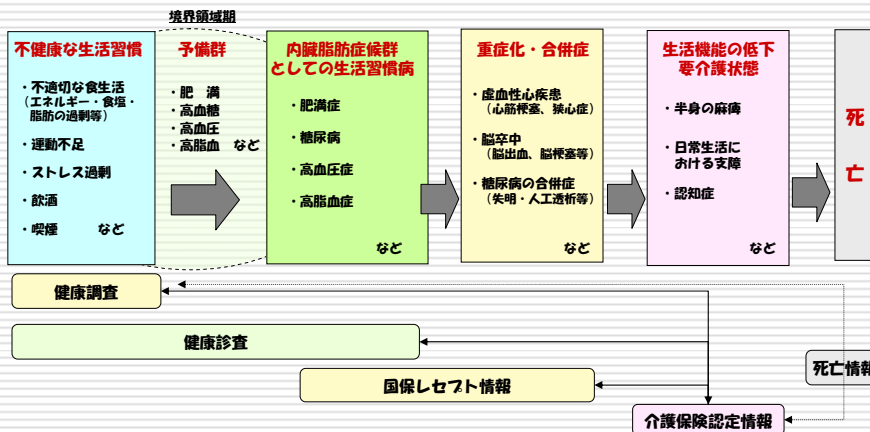 境界領域期
不健康な生活習慣
・不適切な食生活
(エネルギー・食塩・
脂肪の過剰等)
・運動不足
・ストレス過剰
・飲酒
・喫煙　　など
予備群
・肥　満
・高血糖
・高血圧
・高脂血　など
内臓脂肪症候群
としての生活習慣病
・肥満症
・糖尿病
・高血圧症
・高脂血症
など
重症化・合併症
・虚血性心疾患
(心筋梗塞、狭心症)
・脳卒中
(脳出血、脳梗塞等)
・糖尿病の合併症
(失明・人工透析等)
など
生活機能の低下
要介護状態
・半身の麻痺
・日常生活に
おける支障
・認知症
など
死
亡
健康調査
健康診査
国保レセプト情報
死亡情報
介護保険認定情報